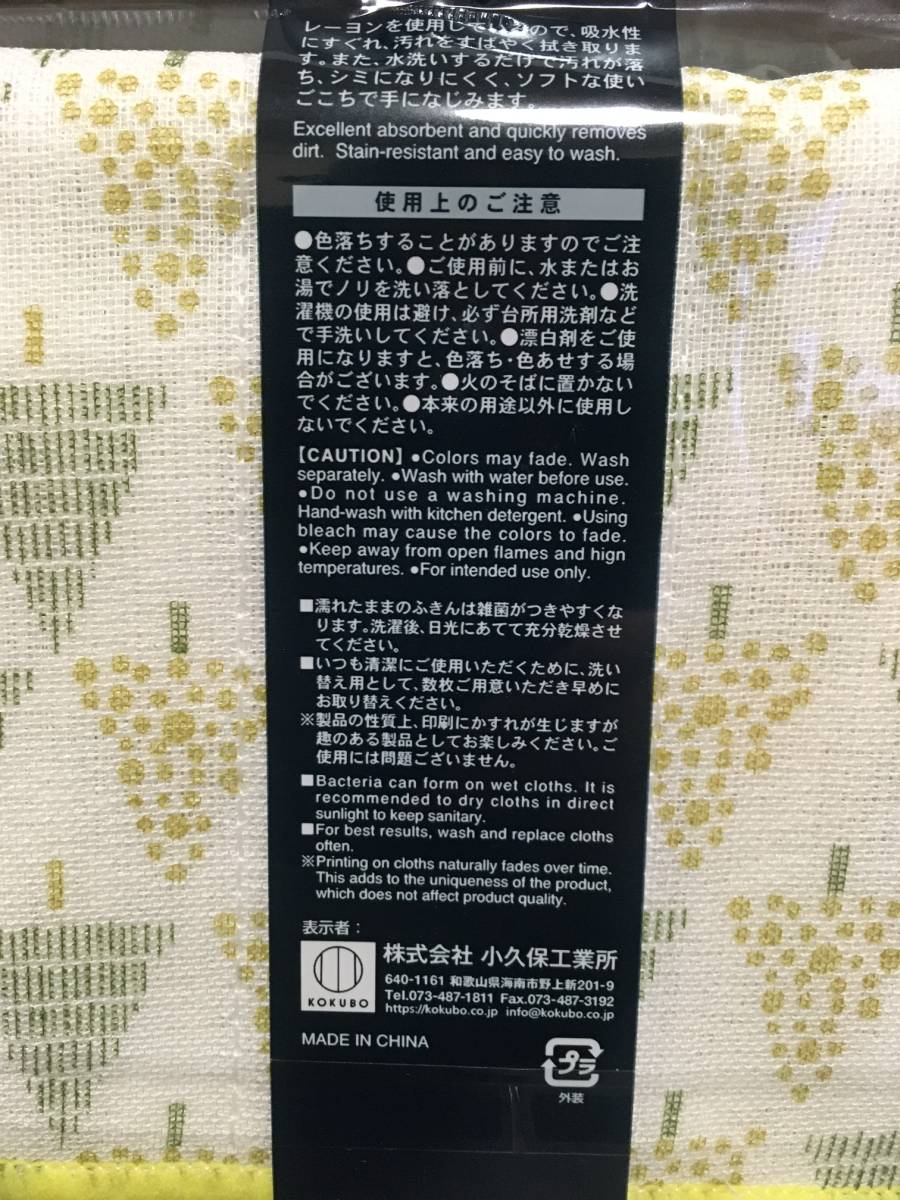 レーヨンを使用しているので、吸水性
にすぐれ、汚れをすばやく拭き取りま
す。また、水洗いするだけで汚れが落
ち、シミになりにくく、ソフトな使い
ごこちで手になじみます。
Excellent absorbent and quickly removes
dirt. Stain-resistant and easy to wash.
使用上のご注意
●色落ちすることがありますのでご注
意ください。●ご使用前に、水またはお
湯でノリを洗い落としてください。●洗
濯機の使用は避け、必ず台所用洗剤など
で手洗いしてください。●漂白剤をご使
用になりますと、色落ち・色あせする場
合がございます。●火のそばに置かない
でください。●本来の用途以外に使用し
ないでください。
【CAUTION】●Colors may fade. Wash
separately. ●Wash with water before use.
●Do not use a washing machine.
Hand-wash with kitchen detergent. ●Using
bleach may cause the colors to fade.
●Keep away from open flames and hign
temperatures. ●For intended use only.
■濡れたままのふきんは雑菌がつきやすくな
ります。洗濯後、日光にあてて充分乾燥させ
てください。
■いつも清潔にご使用いただくために、洗い
替え用として、数枚ご用意いただき早めに
お取り替えください。
※製品の性質上、印刷にかすれが生じますが
趣のある製品としてお楽しみください。ご
使用には問題ございません。
■Bacteria can form on wet cloths. It is
recommended to dry cloths in direct
sunlight to keep sanitary.
■For best results, wash and replace cloths
often.
※Printing on cloths naturally fades over time.
This adds to the uniqueness of the product,
which does not affect product quality.
表示者：
KOKUBO
株式会社 小久保工業所
640-1161 和歌山県海南市野上新201-9
Tel.073-487-1811 Fax.073-487-3192
https://kokubo.co.jp info@kokubo.co.jp
MADE IN CHINA
プラ
外装